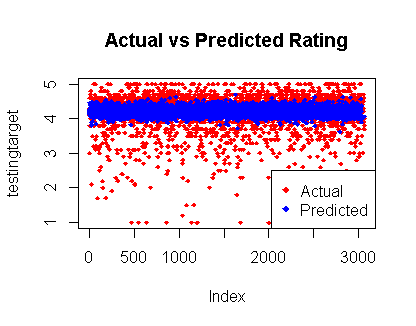 Actual vs Predicted Rating
testingtarget
5
4
3
2
1
Actual
Predicted
0 500 1000 2000 3000
Index